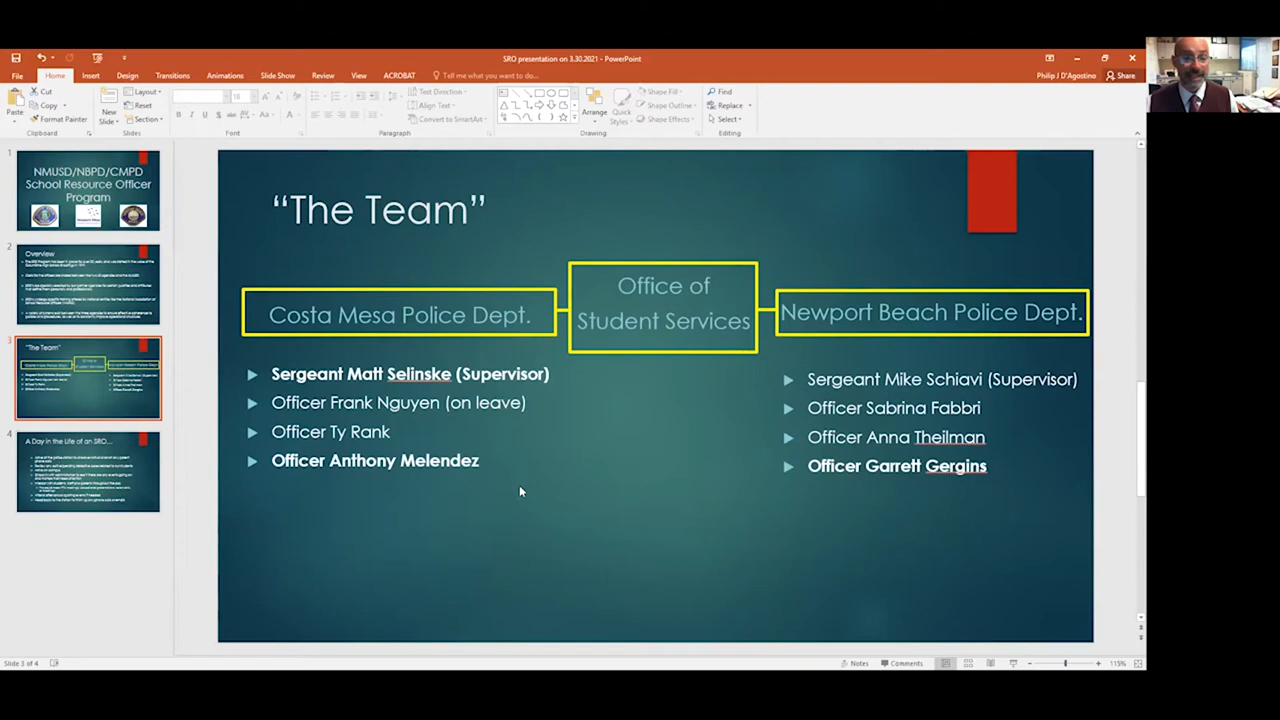 SRO presentation on 3.30.2021 - PowerPoint
File Home Insert Design Transitions Animations Slide Show Review View ACROBAT Tell me what you want to do... Philip J D'Agostino Share
Paste
Cut
Copy
Format Painter
Clipboard
New
Slide
Layout
Reset
Section
Slides
18
Font
Text Direction
Align Text
Convert to SmartArt
Paragraph
Arrange
Quick
Styles
Shape Fill
Shape Outline
Shape Effects
Drawing
Find
Replace
Select
Editing
1
NMUSD/NBPD/CMPD
School Resource Officer
Program
2
Overview
3
"The Team"
4
A Day in the Life of an SRO...
“The Team”
Office of
Student Services
Costa Mesa Police Dept.
Newport Beach Police Dept.
Sergeant Matt Selinske (Supervisor)
Officer Frank Nguyen (on leave)
Officer Ty Rank
Officer Anthony Melendez
Sergeant Mike Schiavi (Supervisor)
Officer Sabrina Fabbri
Officer Anna Theilman
Officer Garrett Gergins
Slide 3 of 4
Notes Comments 115%